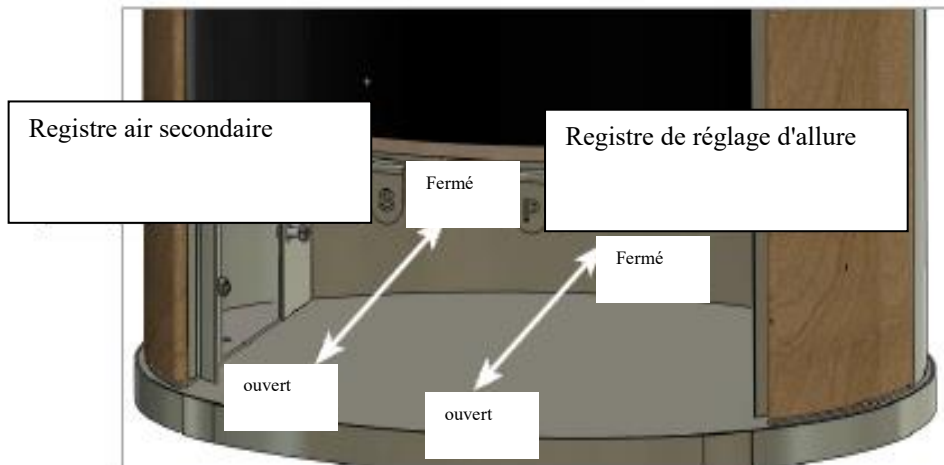 Registre air secondaire
Registre de réglage d'allure
Fermé
S
P
Fermé
ouvert
ouvert